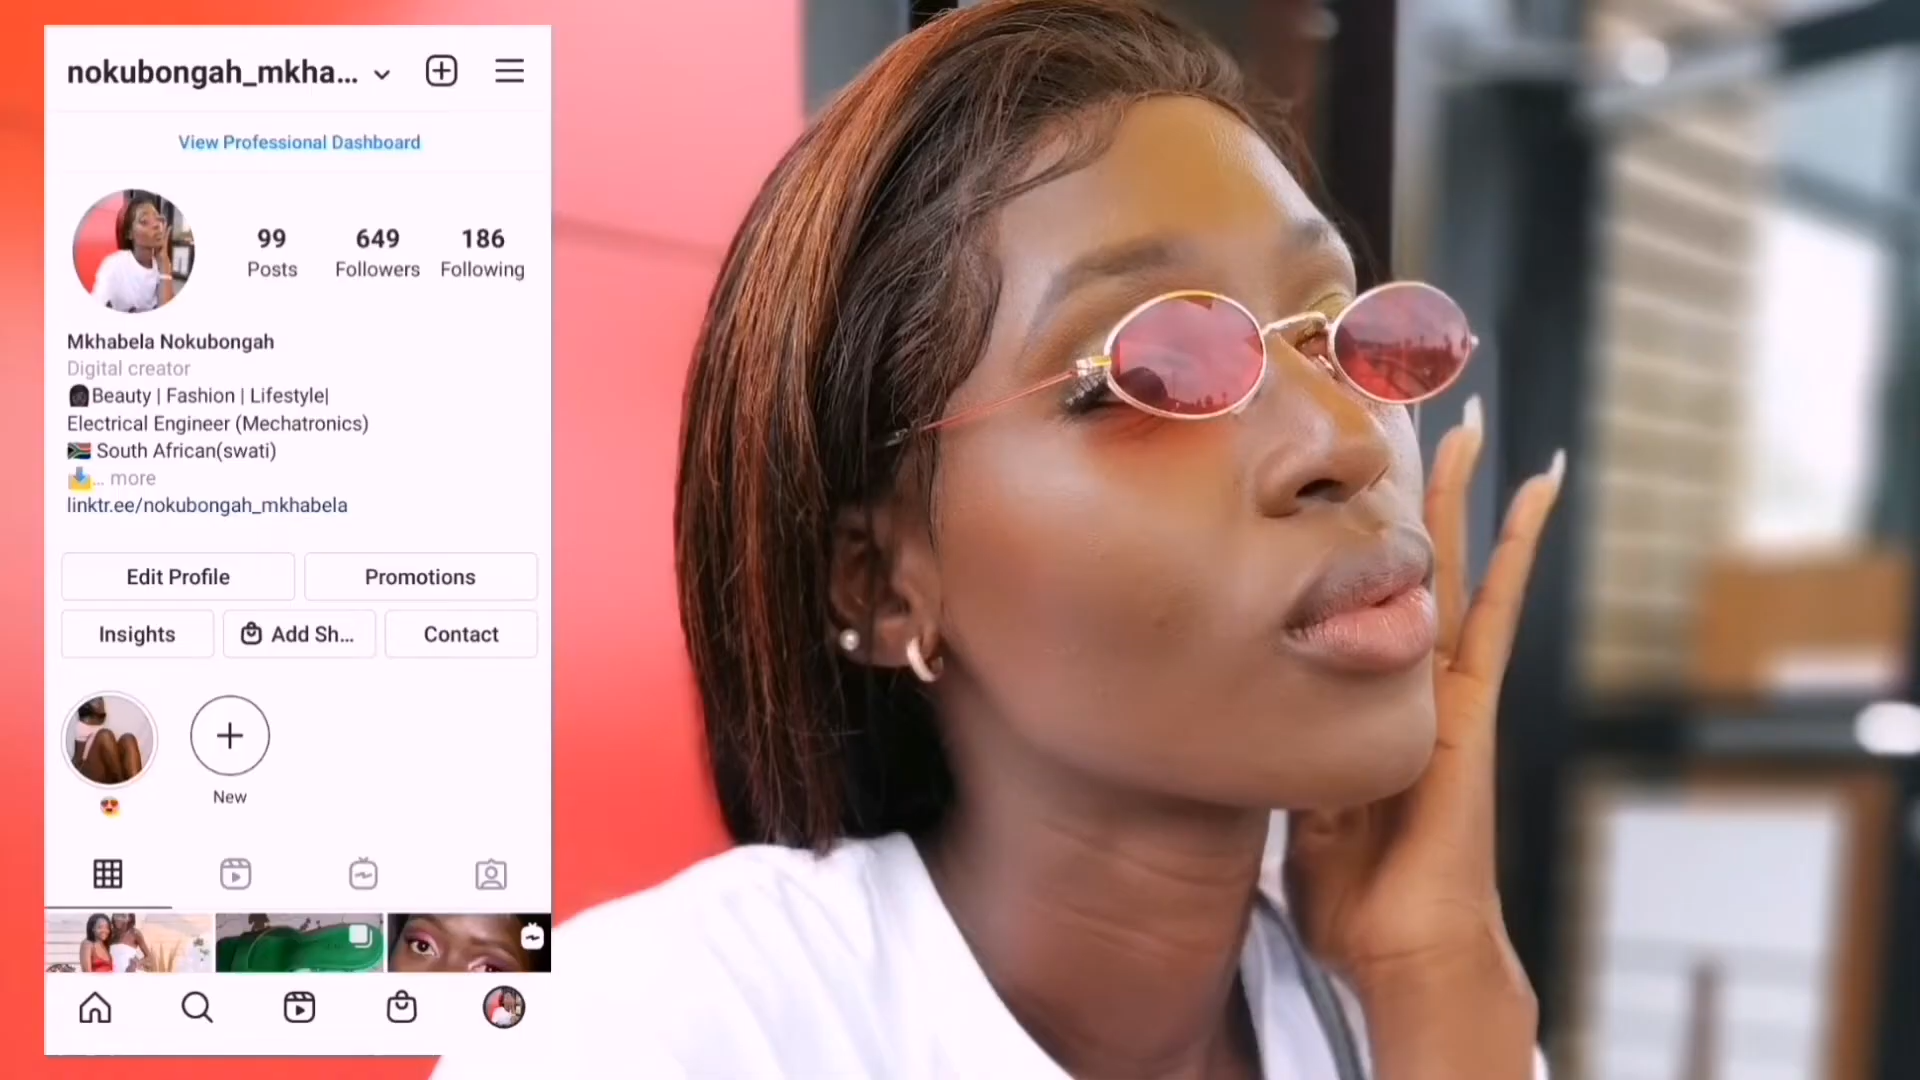 nokubongah_mkha...
View Professional Dashboard
99 649 186
Posts Followers Following
Mkhabela Nokubongah
Digital creator
Beauty | Fashion | Lifestyle|
Electrical Engineer (Mechatronics)
South African(swati)
... more
linktr.ee/nokubongah_mkhabela
Edit Profile Promotions
Insights Add Sh... Contact
New